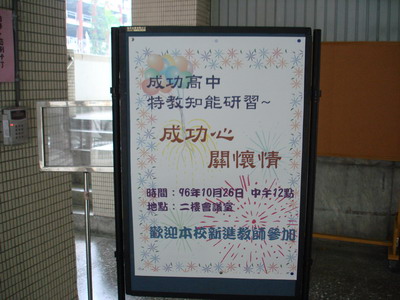 成功高中
特教知能研習~
成功心
關懷情
時間：96年10月26日 中午12點
地點：二樓會議室
歡迎本校新進教師參加